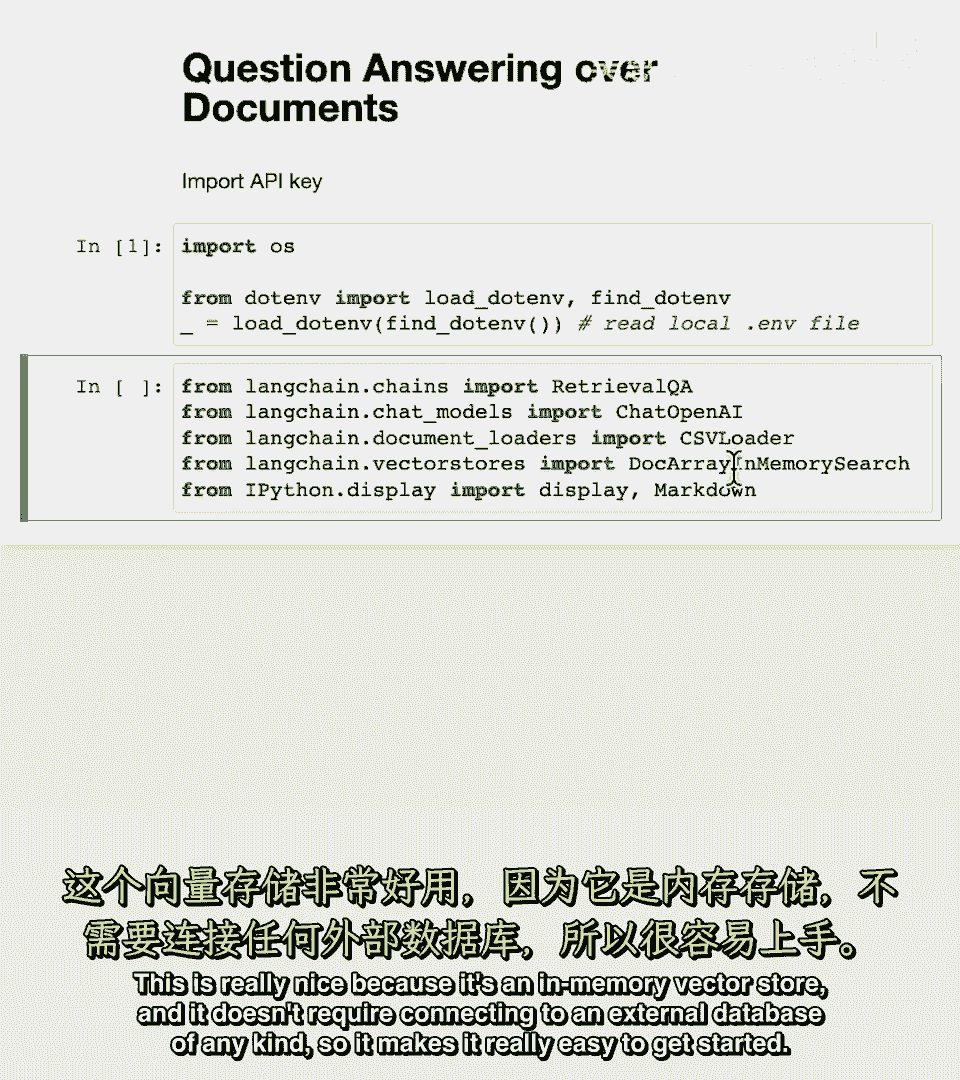 Question Answering over
Documents
Import API key
In [1]:
import os
from dotenv import load_dotenv, find_dotenv
_ = load_dotenv(find_dotenv()) # read local .env file
In [ ]:
from langchain.chains import RetrievalQA
from langchain.chat_models import ChatOpenAI
from langchain.document_loaders import CSVLoader
from langchain.vectorstores import DocArrayInMemorySearch
from IPython.display import display, Markdown
这个向量存储非常好用，因为它是内存存储，不
需要连接任何外部数据库，所以很容易上手。
This is really nice because it's an in-memory vector store,
and it doesn't require connecting to an external database
of any kind, so it makes it really easy to get started.